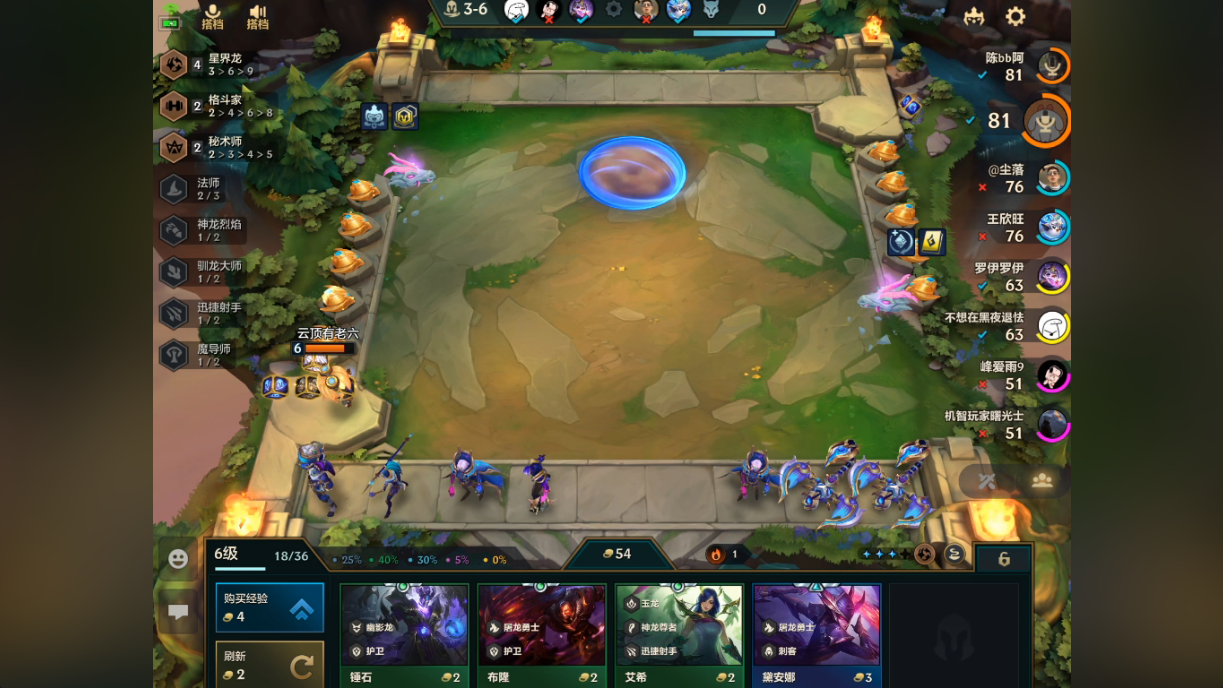 搭档
搭档
3-6
0
4 星界龙
3 > 6 > 9
2 格斗家
2 > 4 > 6 > 8
2 秘术师
2 > 3 > 4 > 5
法师
2 / 3
神龙烈焰
1 / 2
驯龙大师
1 / 2
迅捷射手
1 / 2
魔导师
1 / 2
云顶有老六
6
陈bb阿
81
81
@尘落
76
王欣旺
76
罗伊罗伊
63
不想在黑夜退怯
63
峰爱雨9
51
机智玩家曙光士
51
6级
18/36
25% 40% 30% 5% 0%
54
1
6
购买经验
4
刷新
2
幽影龙
护卫
锤石 2
屠龙勇士
护卫
布隆 2
玉龙
神龙尊者
迅捷射手
艾希 2
屠龙勇士
刺客
黛安娜 3